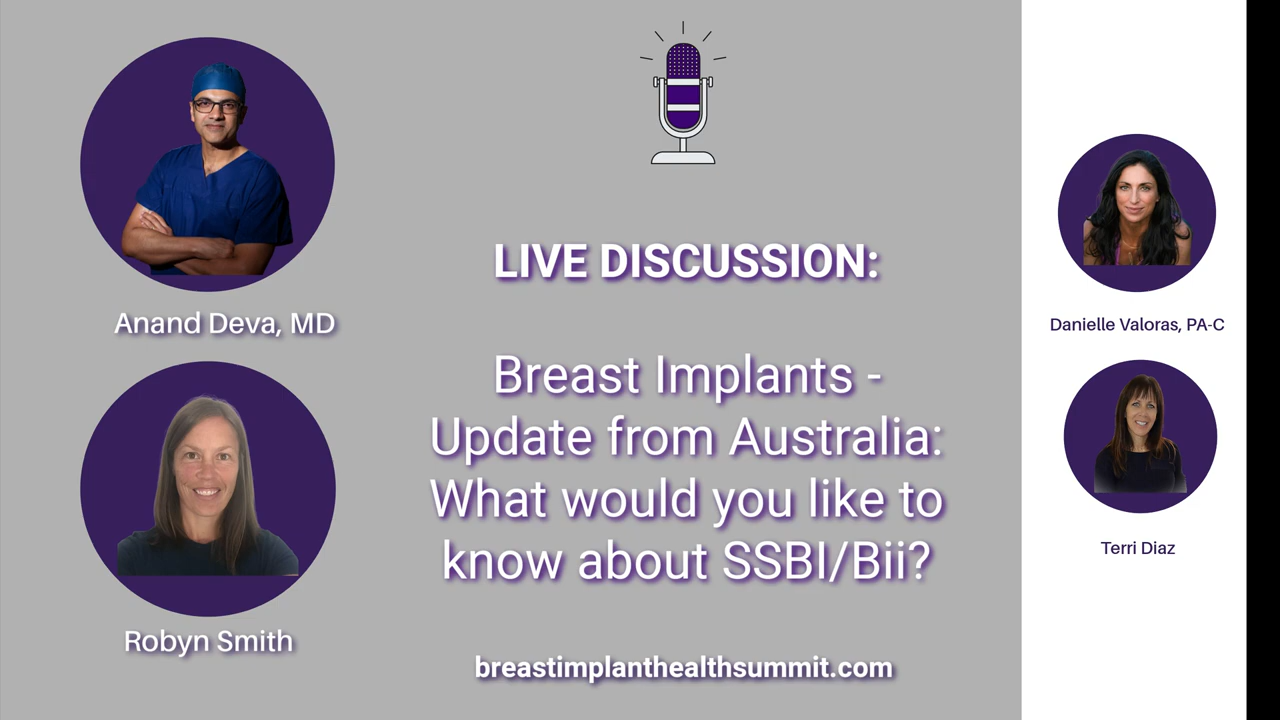 Anand Deva, MD
Robyn Smith
LIVE DISCUSSION:
Breast Implants -
Update from Australia:
What would you like to
know about SSBI/Bii?
breastimplanthealthsummit.com
Danielle Valoras, PA-C
Terri Diaz